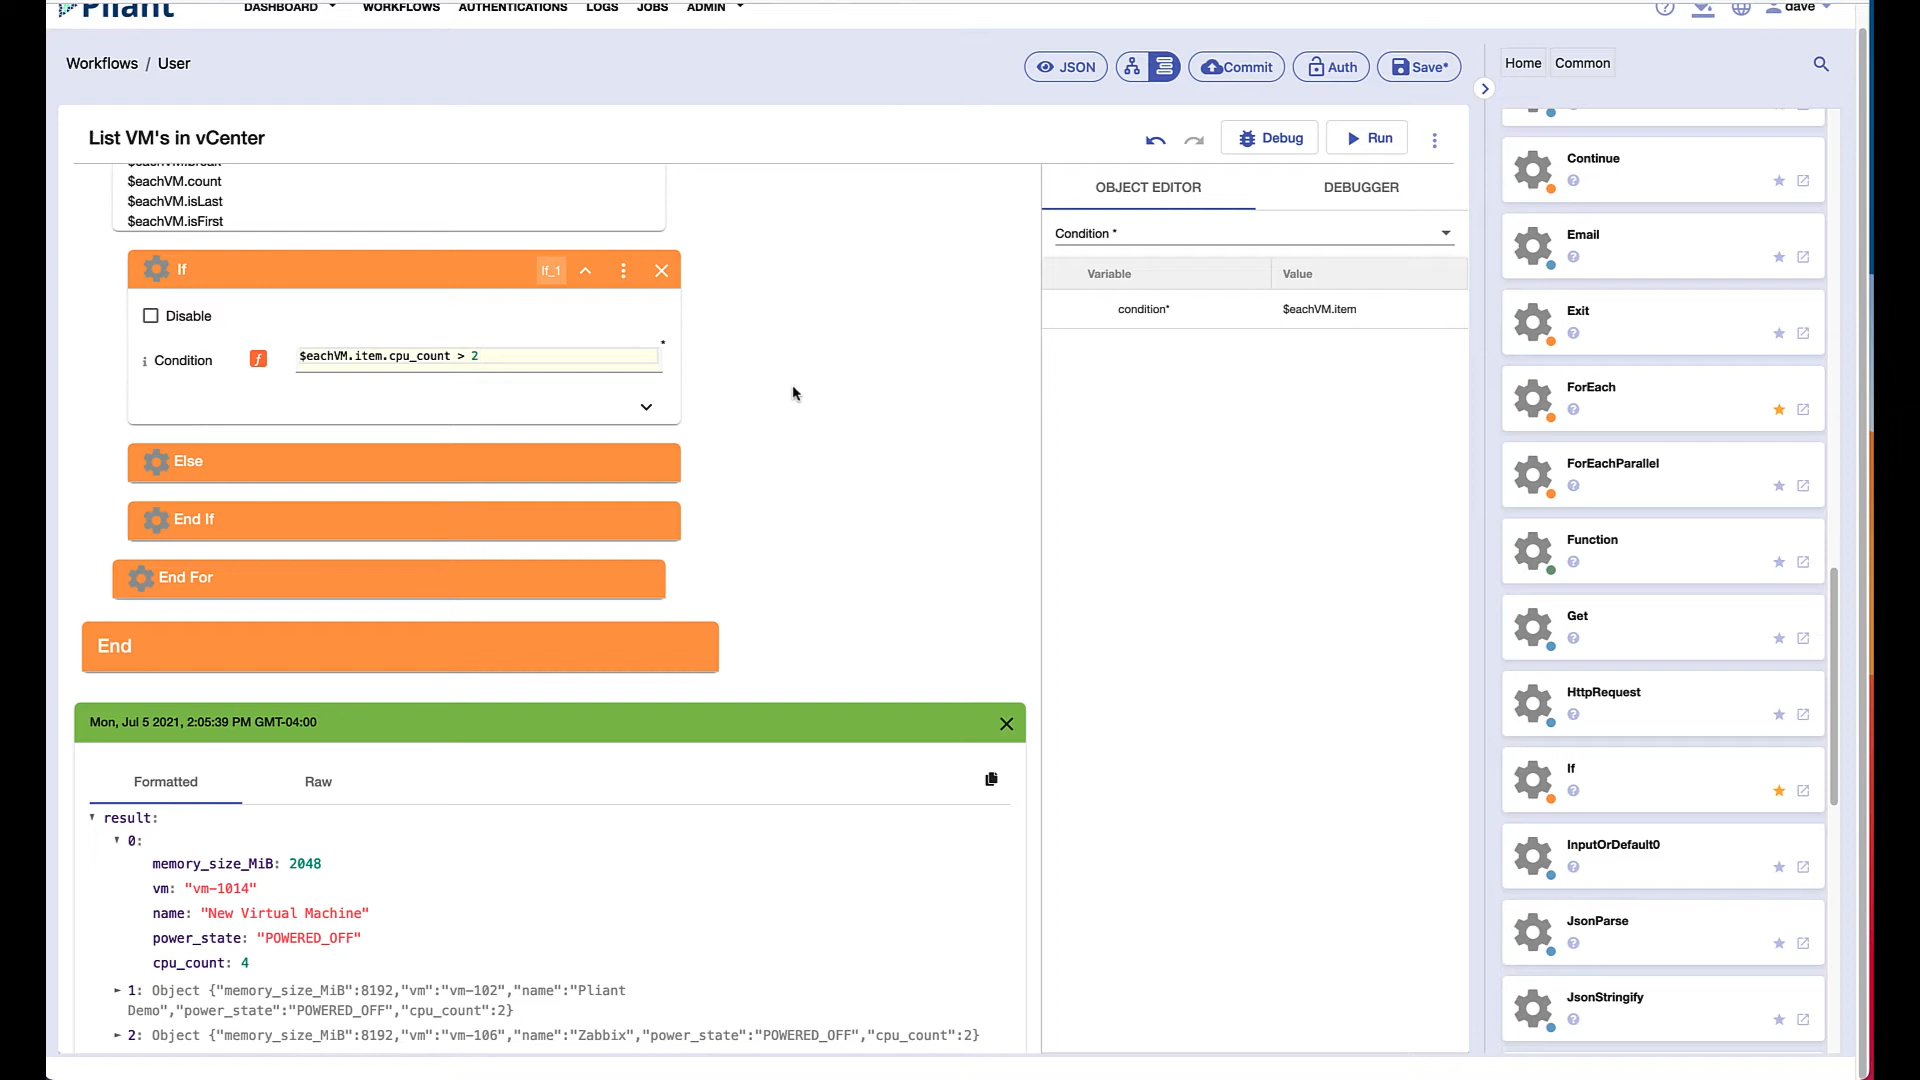 Pliant
DASHBOARD
WORKFLOWS
AUTHENTICATIONS
LOGS
JOBS
ADMIN
dave
Workflows / User
JSON
Commit
Auth
Save*
Home
Common
List VM's in vCenter
Debug
Run
$eachVM.break
$eachVM.count
$eachVM.isLast
$eachVM.isFirst
If
If_1
Disable
Condition
$eachVM.item.cpu_count > 2
*
Else
End If
End For
End
OBJECT EDITOR
DEBUGGER
Condition *
Variable
Value
condition*
$eachVM.item
Mon, Jul 5 2021, 2:05:39 PM GMT-04:00
Formatted
Raw
result:
0:
memory_size_MiB: 2048
vm: "vm-1014"
name: "New Virtual Machine"
power_state: "POWERED_OFF"
cpu_count: 4
1: Object {"memory_size_MiB":8192,"vm":"vm-102","name":"Pliant
Demo","power_state":"POWERED_OFF","cpu_count":2}
2: Object {"memory_size_MiB":8192,"vm":"vm-106","name":"Zabbix","power_state":"POWERED_OFF","cpu_count":2}
Continue
Email
Exit
ForEach
ForEachParallel
Function
Get
HttpRequest
If
InputOrDefault0
JsonParse
JsonStringify